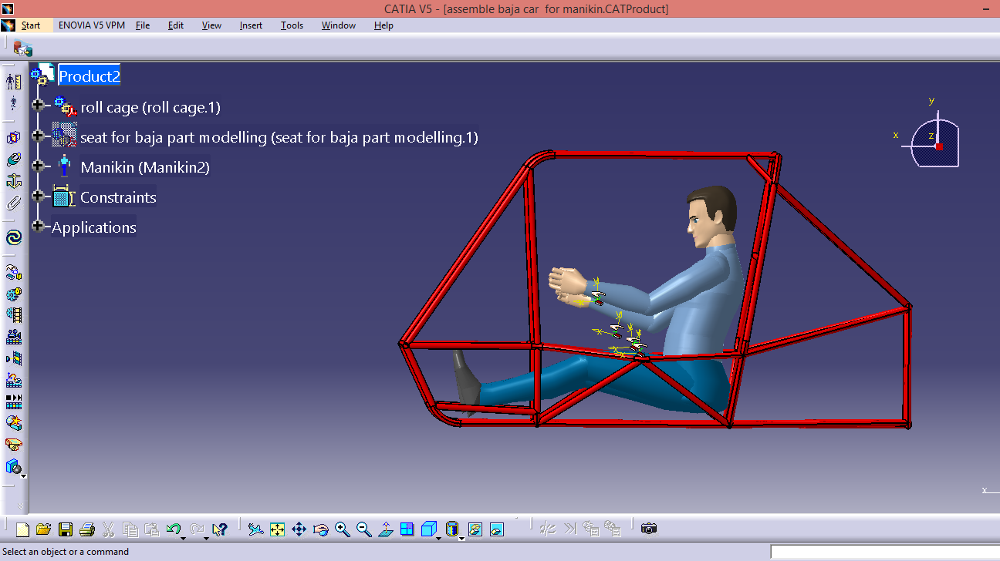 CATIA V5 - [assemble baja car for manikin.CATProduct]
Start ENOVIA V5 VPM File Edit View Insert Tools Window Help
Product2
roll cage (roll cage.1)
seat for baja part modelling (seat for baja part modelling.1)
Manikin (Manikin2)
Constraints
Applications
y
x
z
y
y
x
y
y
x
x
x
Select an object or a command